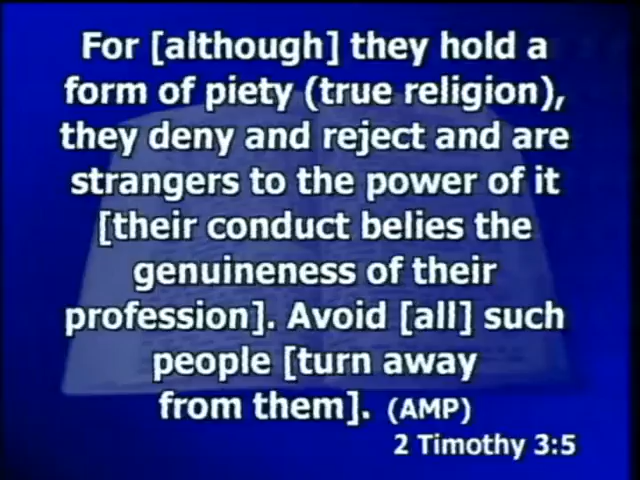 For [although] they hold a
form of piety (true religion),
they deny and reject and are
strangers to the power of it
[their conduct belies the
genuineness of their
profession]. Avoid [all] such
people [turn away
from them]. (AMP)
2 Timothy 3:5